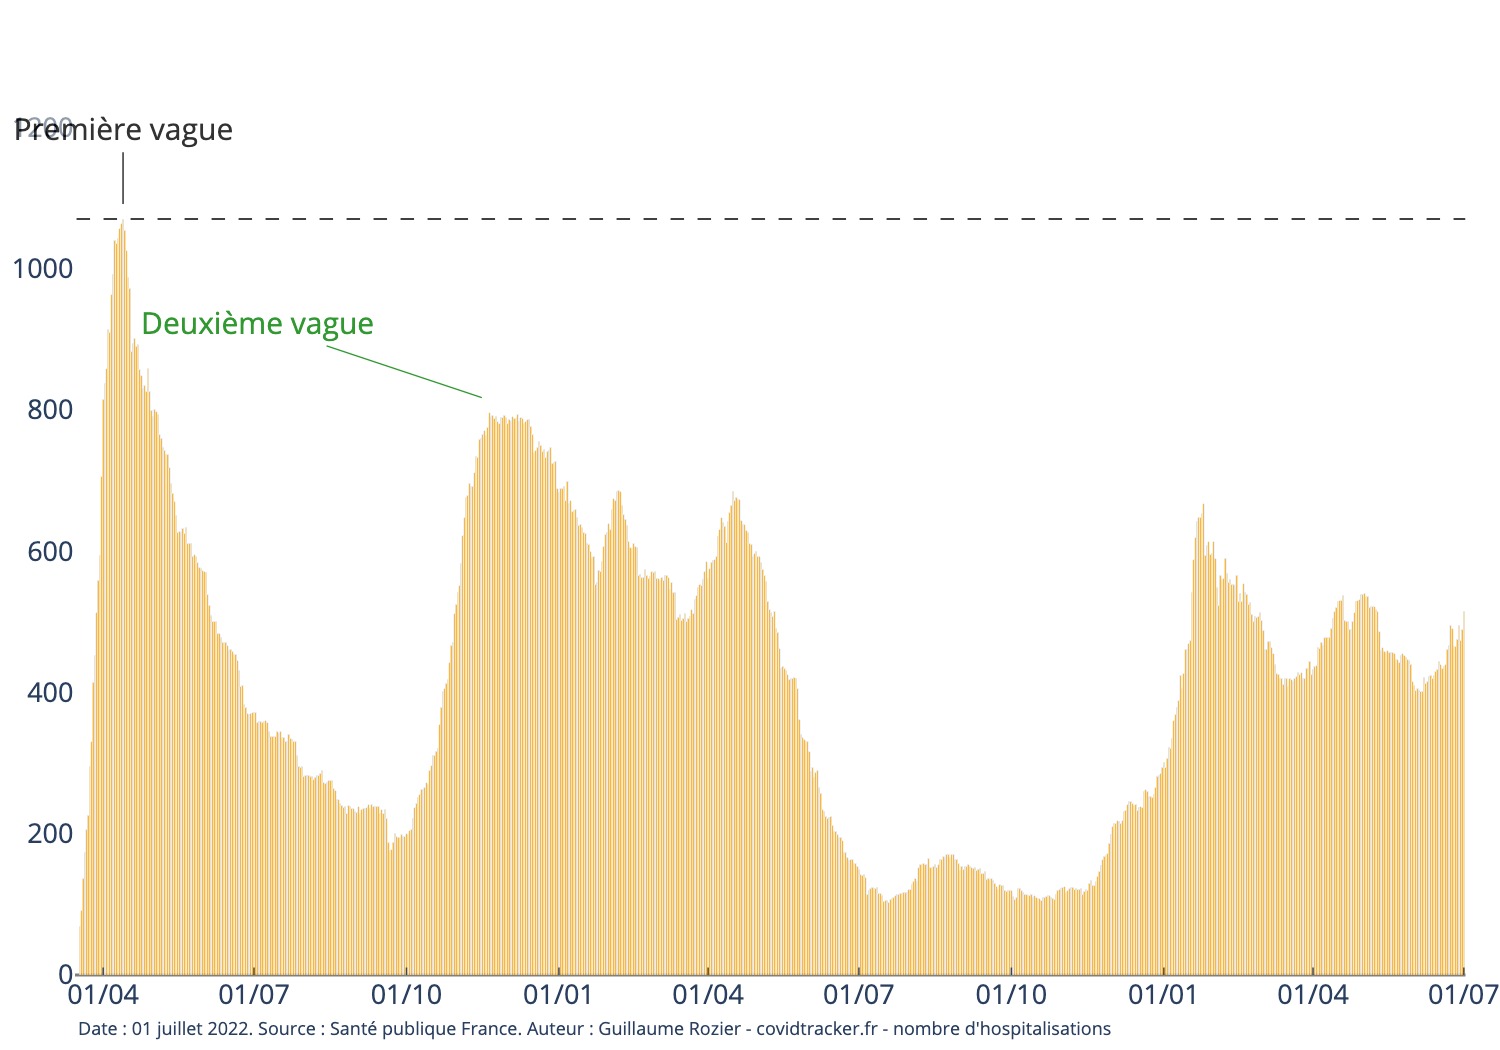 1200
Première vague
1000
Deuxième vague
800
600
400
200
0
01/04 01/07 01/10 01/01 01/04 01/07 01/10 01/01 01/04 01/07
Date : 01 juillet 2022. Source : Santé publique France. Auteur : Guillaume Rozier - covidtracker.fr - nombre d'hospitalisations